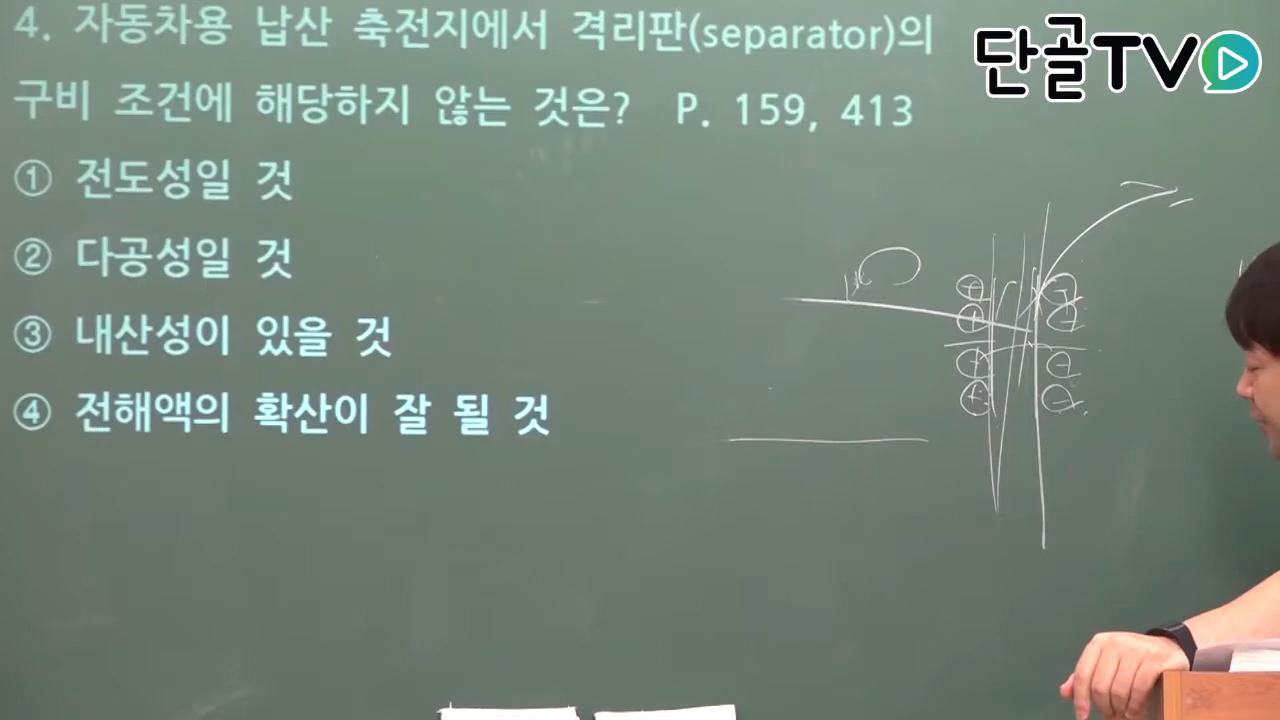 4. 자동차용 납산 축전지에서 격리판(separator)의
구비 조건에 해당하지 않는 것은? P. 159, 413
① 전도성일 것
② 다공성일 것
③ 내산성이 있을 것
④ 전해액의 확산이 잘 될 것
단골TV